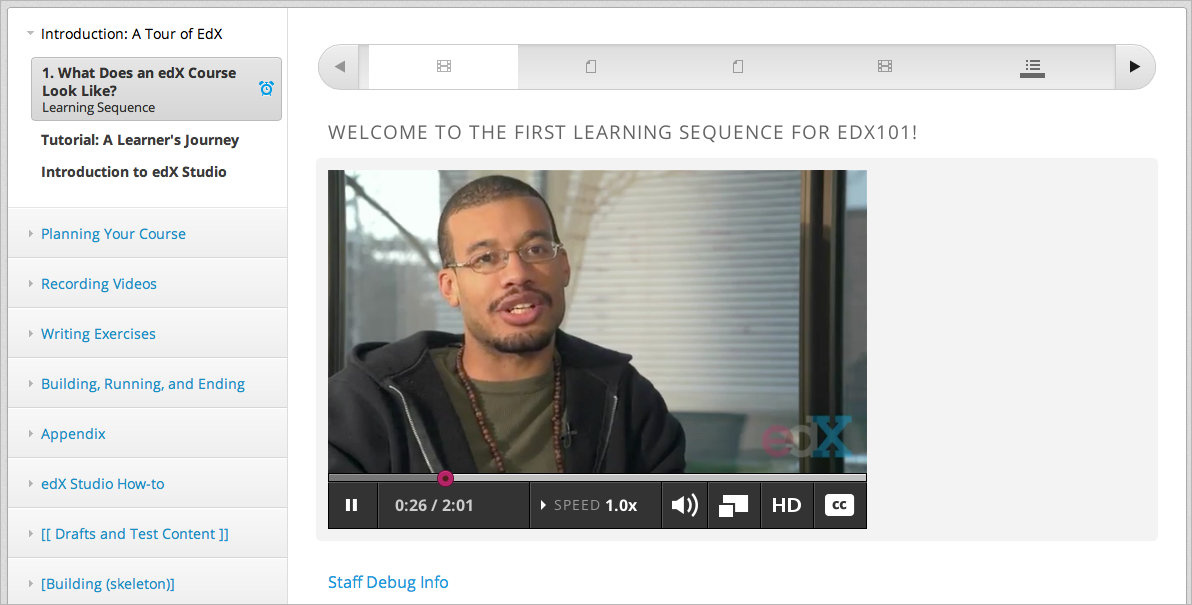 Introduction: A Tour of EdX
1. What Does an edX Course
Look Like?
Learning Sequence
Tutorial: A Learner's Journey
Introduction to edX Studio
Planning Your Course
Recording Videos
Writing Exercises
Building, Running, and Ending
Appendix
edX Studio How-to
[[ Drafts and Test Content ]]
[Building (skeleton)]
WELCOME TO THE FIRST LEARNING SEQUENCE FOR EDX101!
edX
0:26 / 2:01
SPEED 1.0x
HD
cc
Staff Debug Info